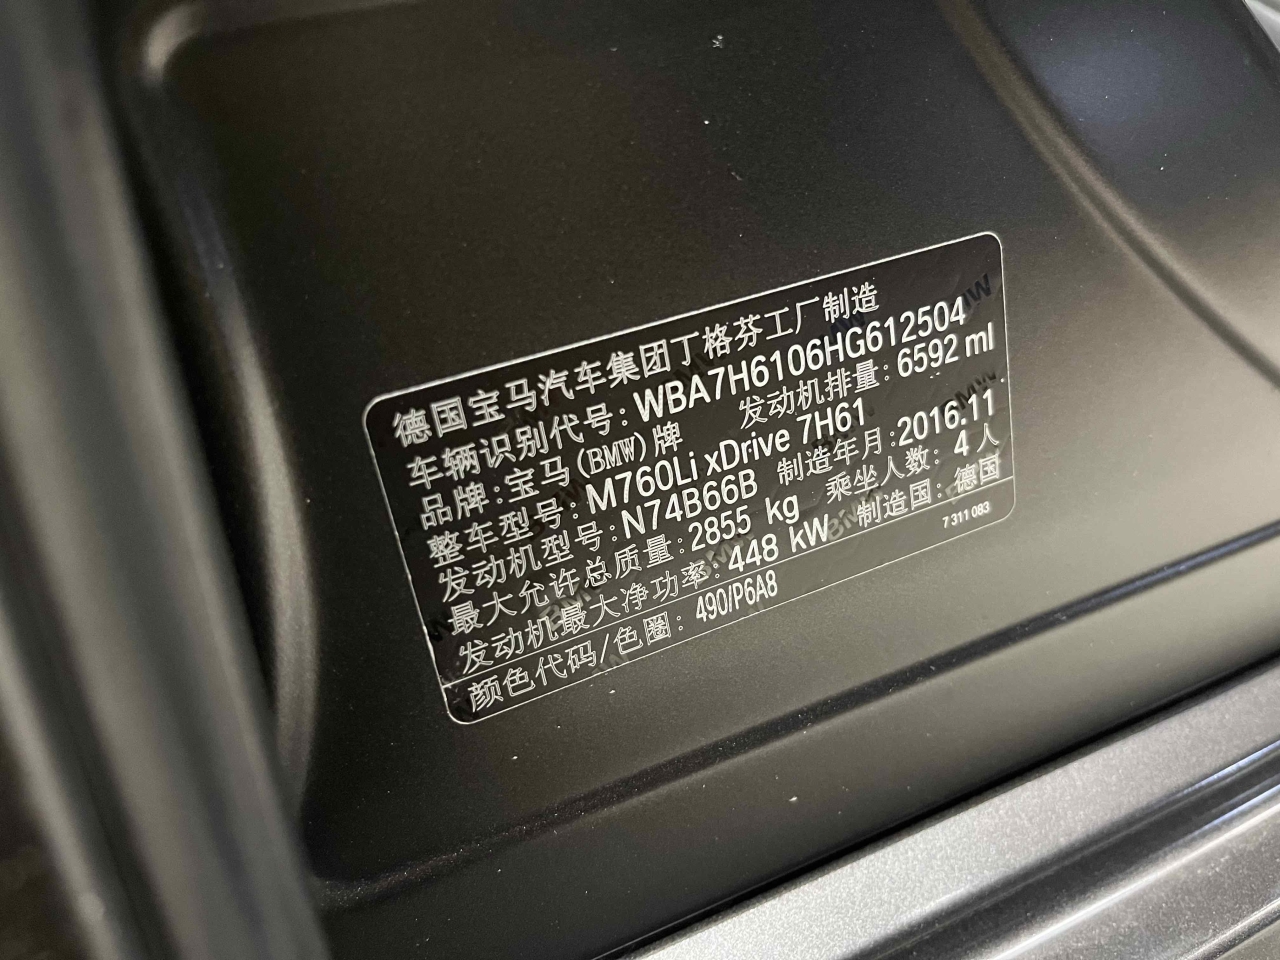 德国宝马汽车集团丁格芬工厂制造
车辆识别代号: WBA7H6106HG612504
品牌: 宝马(BMW)牌 发动机排量: 6592 ml
整车型号: M760Li xDrive 7H61
发动机型号: N74B66B 制造年月: 2016.11
最大允许总质量: 2855 kg 乘坐人数: 4 人
发动机最大净功率: 448 kW 制造国: 德国
颜色代码/色圈: 490/P6A8 7 311 083